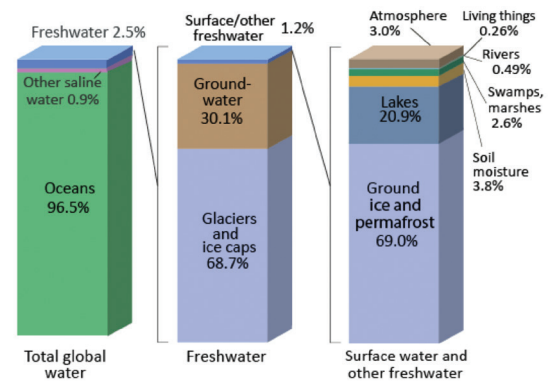 Freshwater 2.5%
Other saline
water 0.9%
Oceans
96.5%
Total global
water
Surface/other
freshwater
1.2%
Ground-
water
30.1%
Glaciers
and
ice caps
68.7%
Freshwater
Atmosphere
3.0%
Living things
0.26%
Rivers
0.49%
Swamps,
marshes
2.6%
Soil
moisture
3.8%
Lakes
20.9%
Ground
ice and
permafrost
69.0%
Surface water and
other freshwater